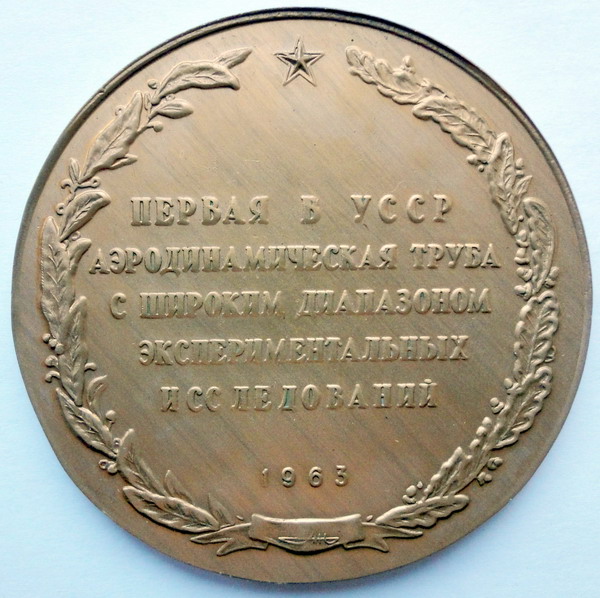 ПЕРВАЯ В УССР
АЭРОДИНАМИЧЕСКАЯ ТРУБА
С ШИРОКИМ ДИАПАЗОНОМ
ЭКСПЕРИМЕНТАЛЬНЫХ
ИССЛЕДОВАНИЙ
1963